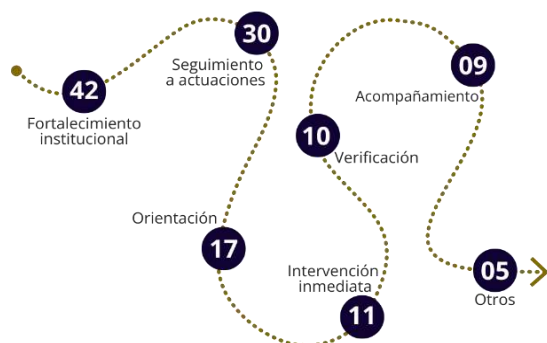 42
Fortalecimiento
institucional
30
Seguimiento
a actuaciones
17
Orientación
11
Intervención
inmediata
10
Verificación
09
Acompañamiento
05
Otros